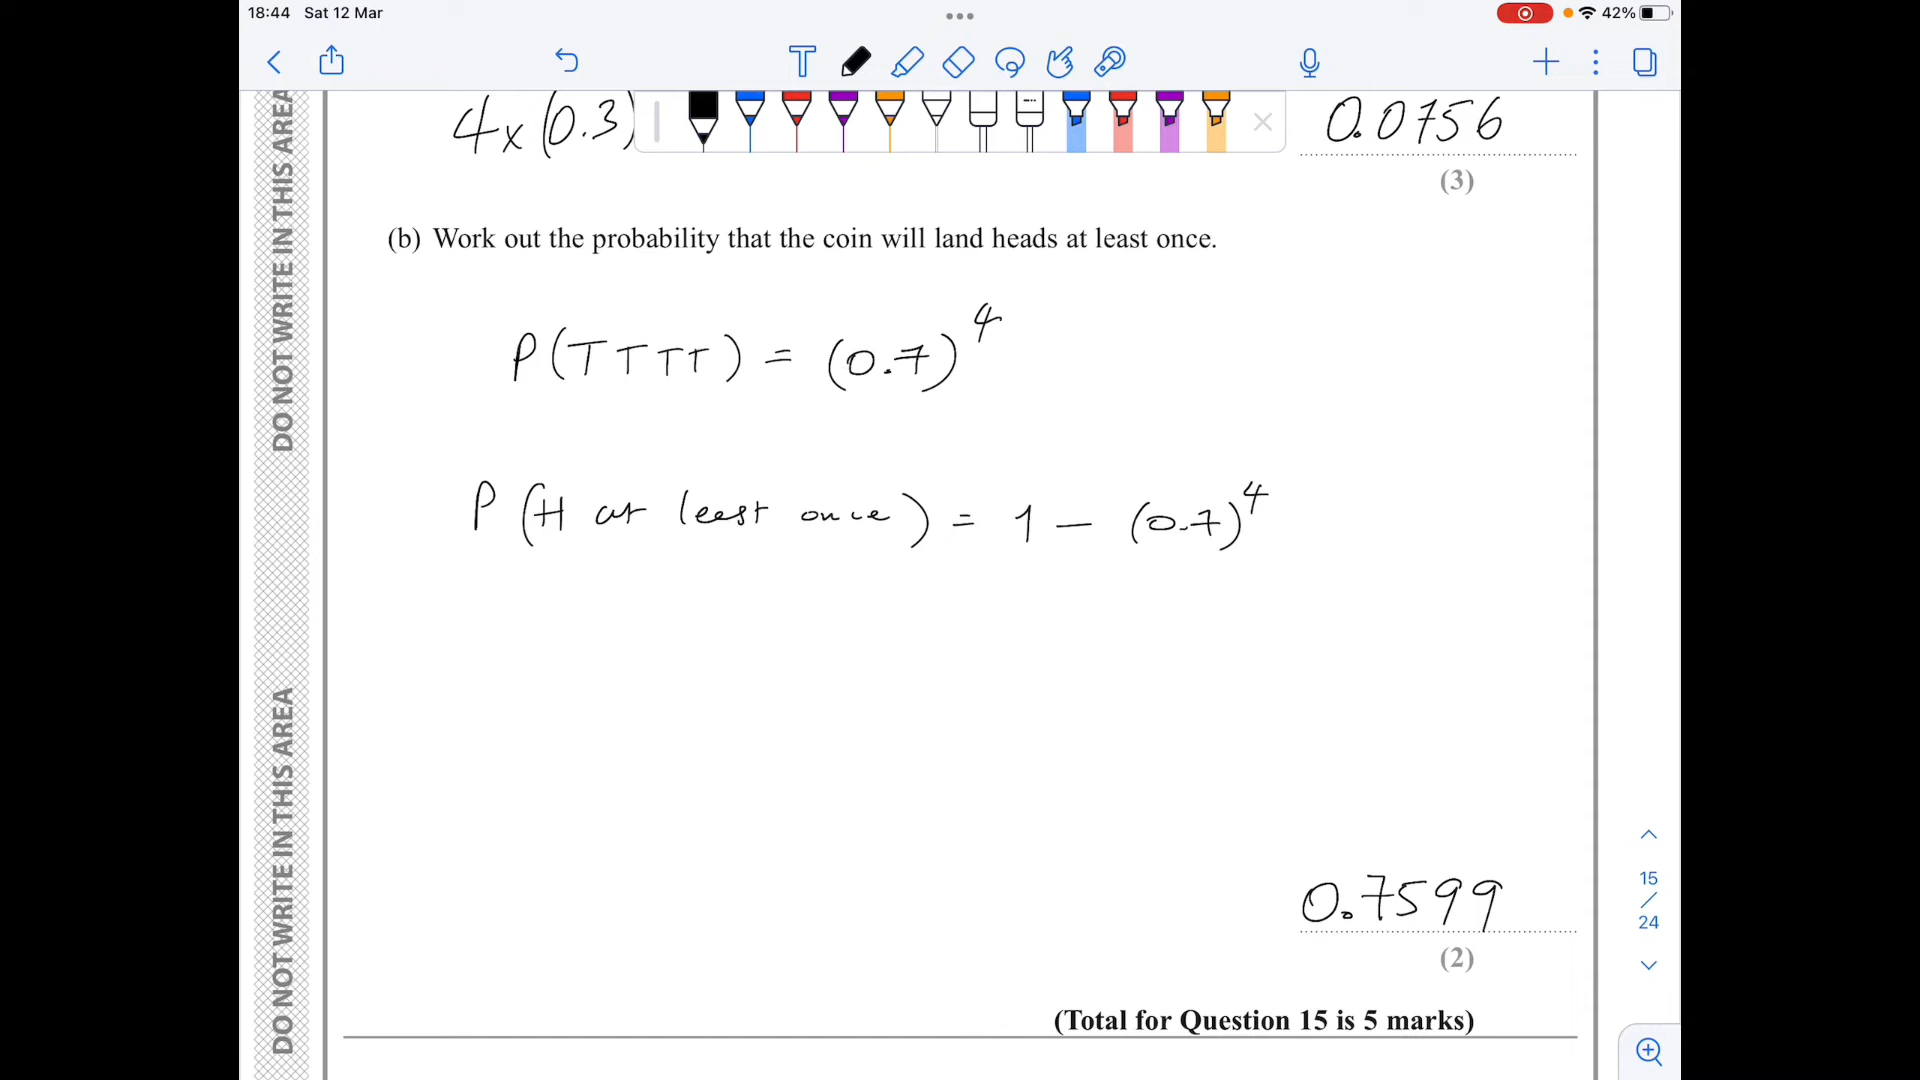 18:44 Sat 12 Mar
42%
T
4x (0.3)
0.0756
(3)
(b) Work out the probability that the coin will land heads at least once.
P(TTTT) = (0.7)^4
P (H at least once) = 1 - (0.7)^4
0.7599
(2)
(Total for Question 15 is 5 marks)
DO NOT WRITE IN THIS AREA
DO NOT WRITE IN THIS AREA
15
/
24